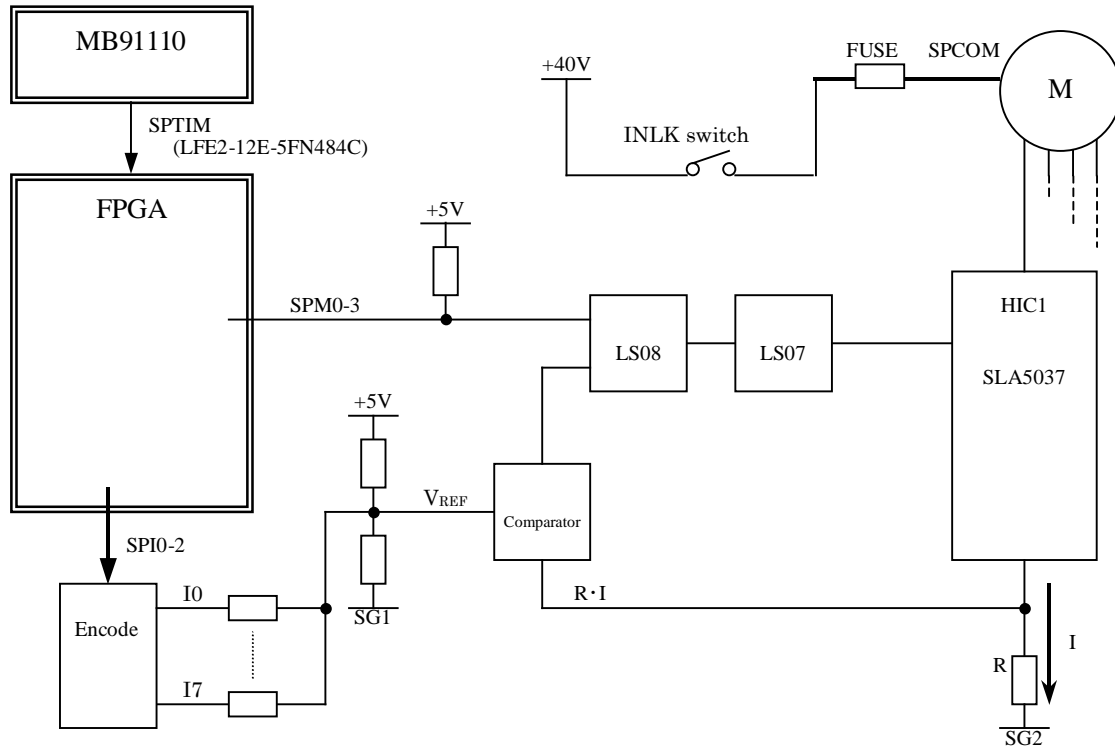 MB91110
SPTIM
(LFE2-12E-5FN484C)
FPGA
+40V
INLK switch
FUSE
SPCOM
M
+5V
SPM0-3
LS08
LS07
HIC1
SLA5037
+5V
VREF
Comparator
SPI0-2
Encode
I0
I7
SG1
R·I
R
I
SG2